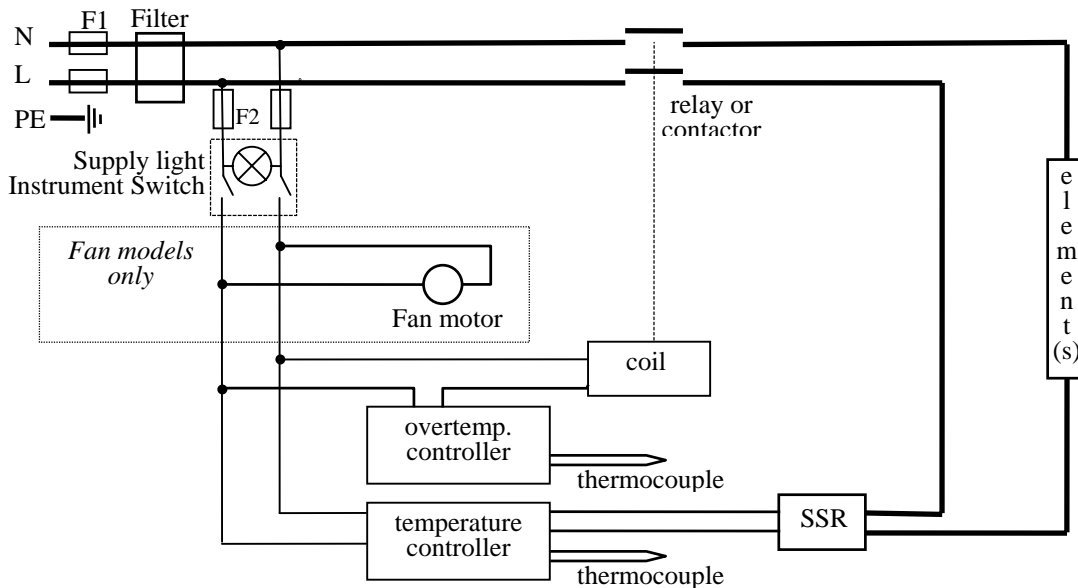 F1 Filter
N
L
PE
F2
relay or
contactor
Supply light
Instrument Switch
Fan models
only
Fan motor
element(s)
coil
overtemp.
controller
thermocouple
temperature
controller
SSR
thermocouple